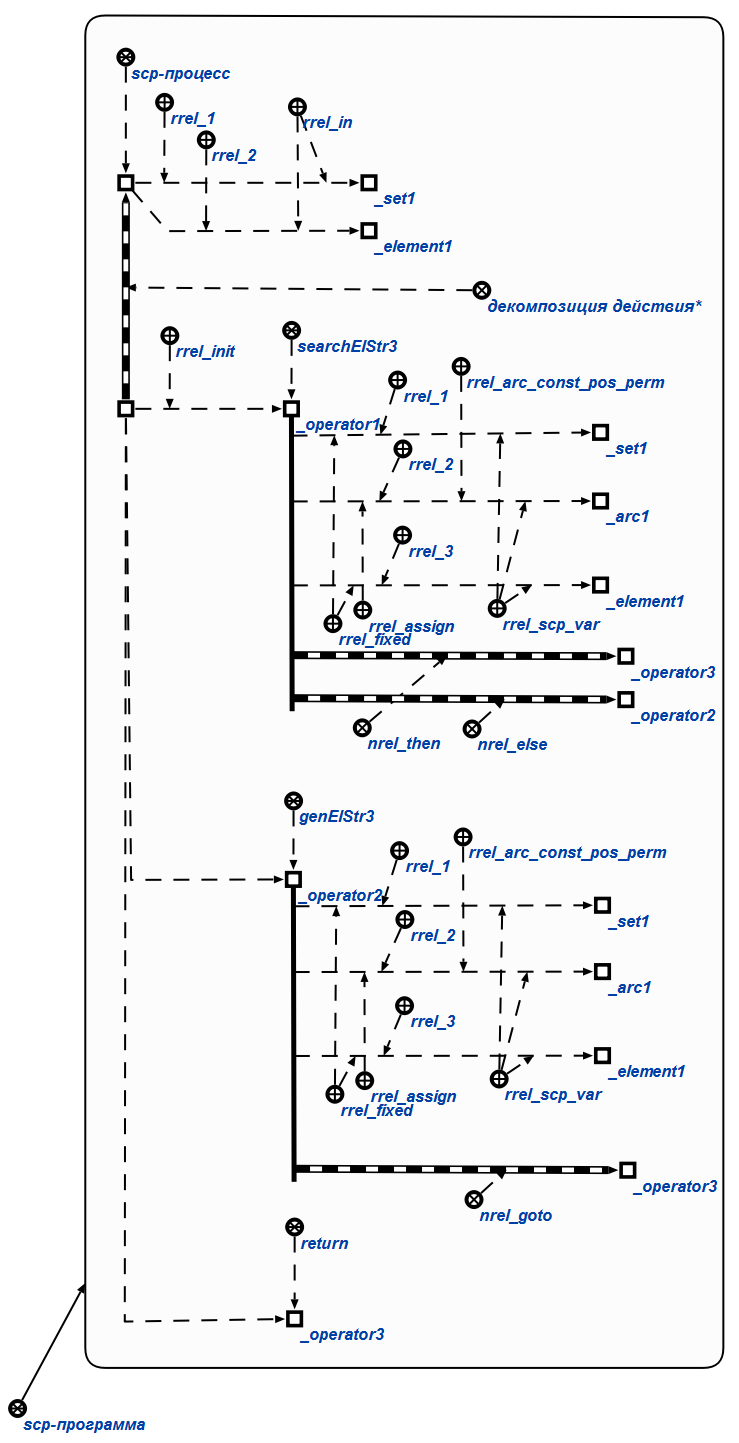 scp-процесс
rrel_1
rrel_in
rrel_2
_set1
_element1
декомпозиция действия*
rrel_init
searchElStr3
rrel_arc_const_pos_perm
rrel_1
_operator1
_set1
rrel_2
_arc1
rrel_3
_element1
rrel_assign
rrel_scp_var
rrel_fixed
_operator3
_operator2
nrel_then
nrel_else
genElStr3
rrel_arc_const_pos_perm
rrel_1
_operator2
_set1
rrel_2
_arc1
rrel_3
_element1
rrel_assign
rrel_scp_var
rrel_fixed
_operator3
nrel_goto
return
_operator3
scp-программа